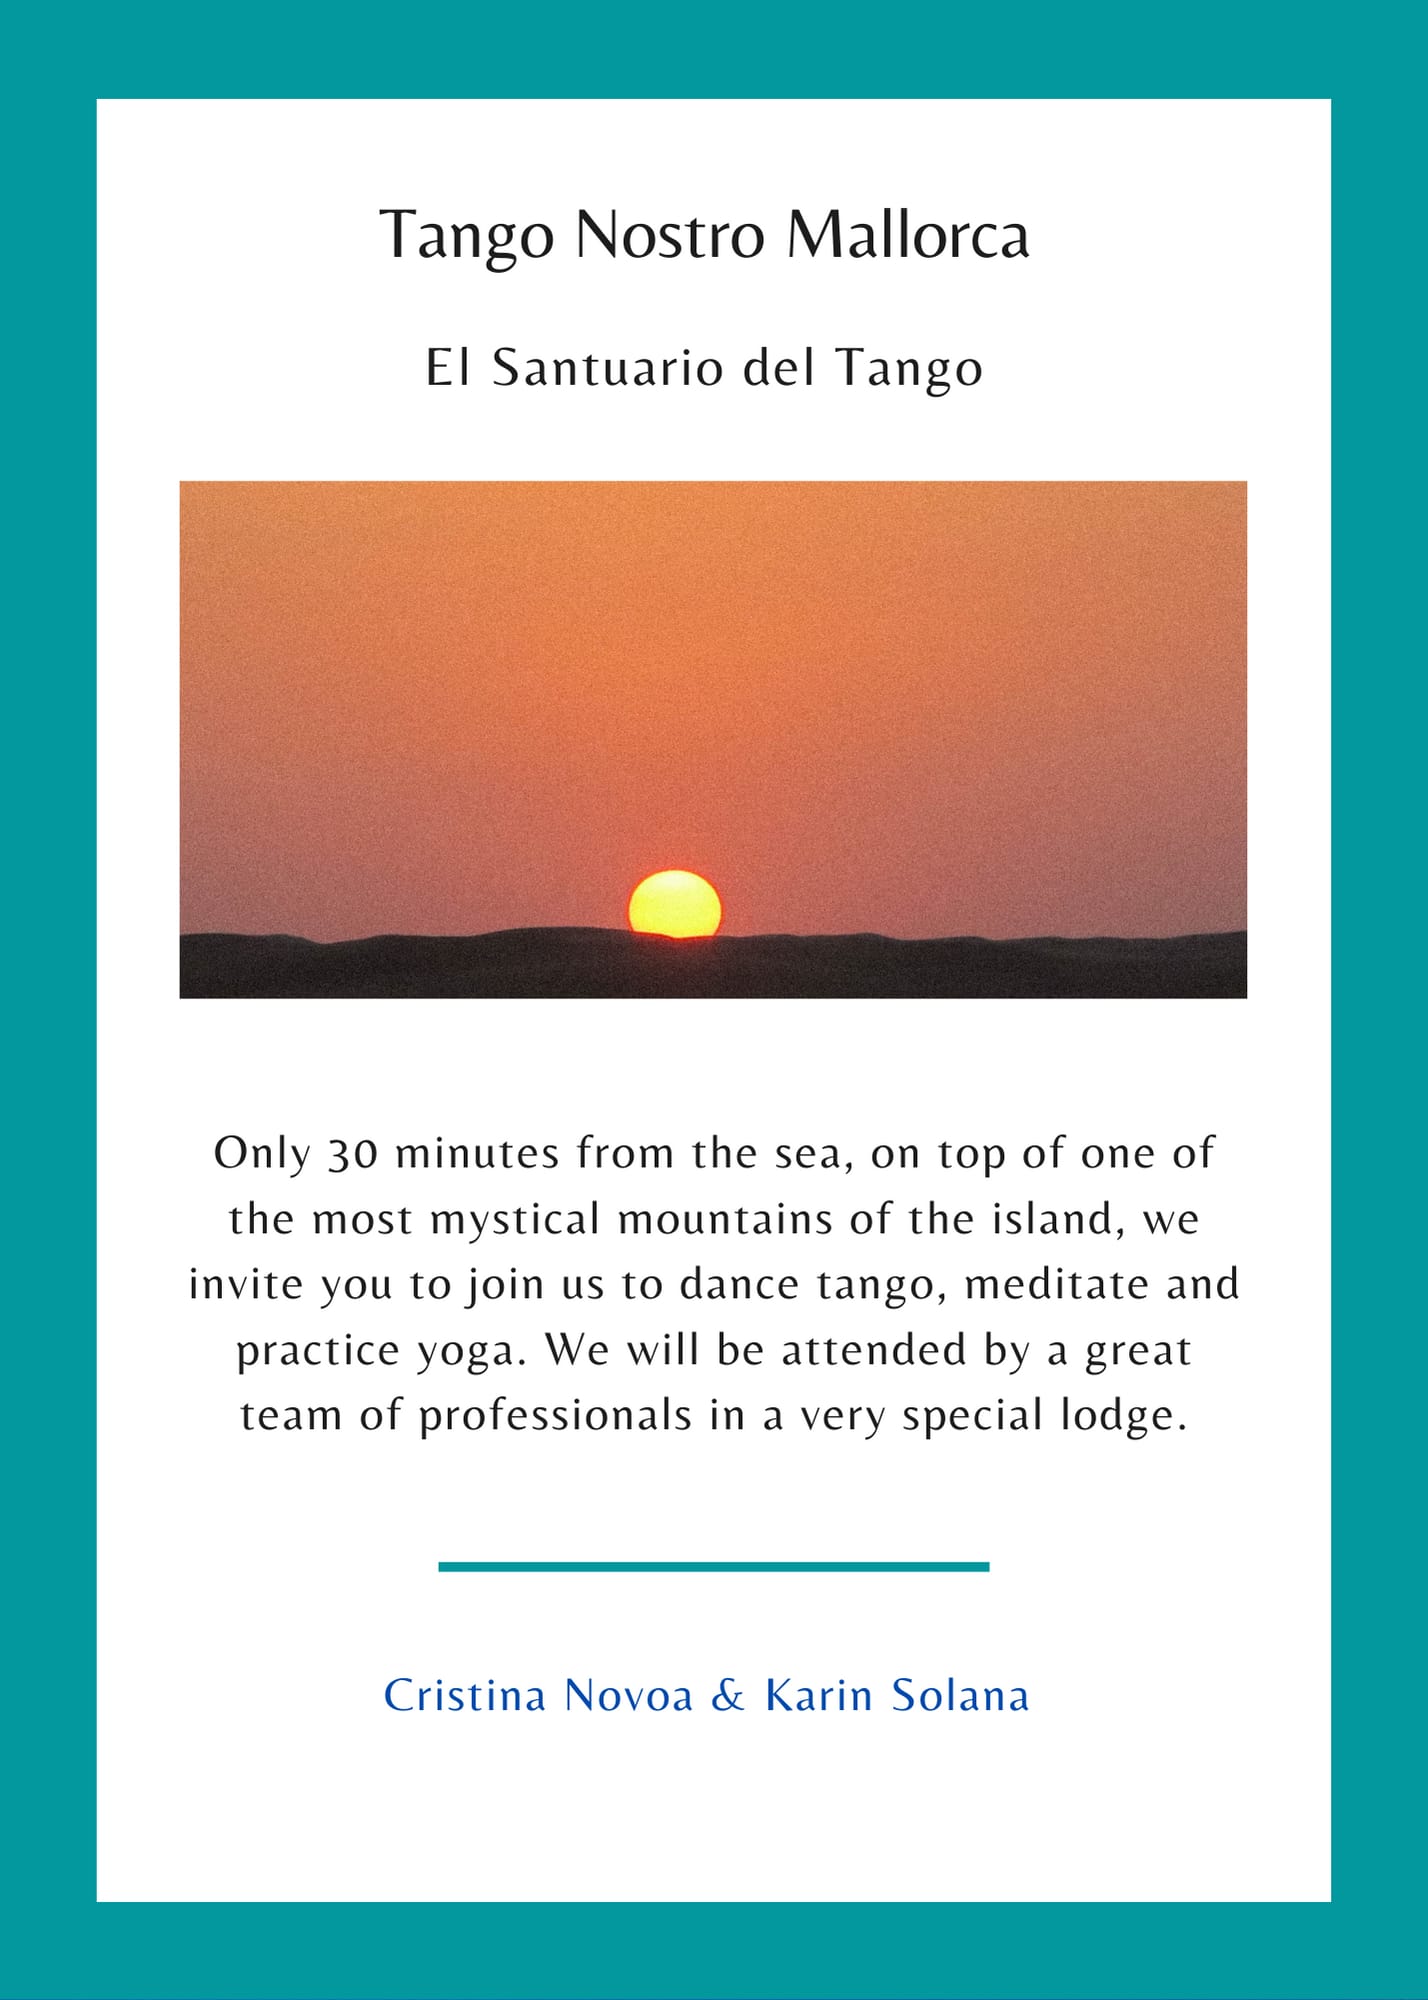 Tango Nostro Mallorca
El Santuario del Tango
Only 30 minutes from the sea, on top of one of
the most mystical mountains of the island, we
invite you to join us to dance tango, meditate and
practice yoga. We will be attended by a great
team of professionals in a very special lodge.
Cristina Novoa & Karin Solana